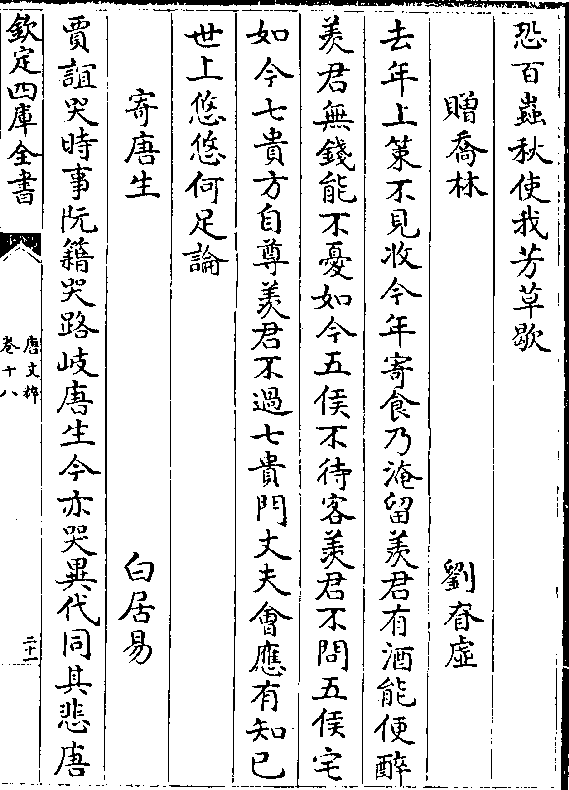 恐百蟲秋使我芳草歇
贈喬林 劉眘虛
去年上策不見收今年寄食乃淹留羨君有酒能便醉
羨君無錢能不憂如今五侯不待客羨君不問五侯宅
如今七貴方自尊羨君不過七貴門丈夫會應有知已
世上悠悠何足論
寄唐生 白居易
賈誼哭時事阮籍哭路岐唐生今亦哭異代同其悲唐
欽定四庫全書
唐文粹
卷十八
二十一